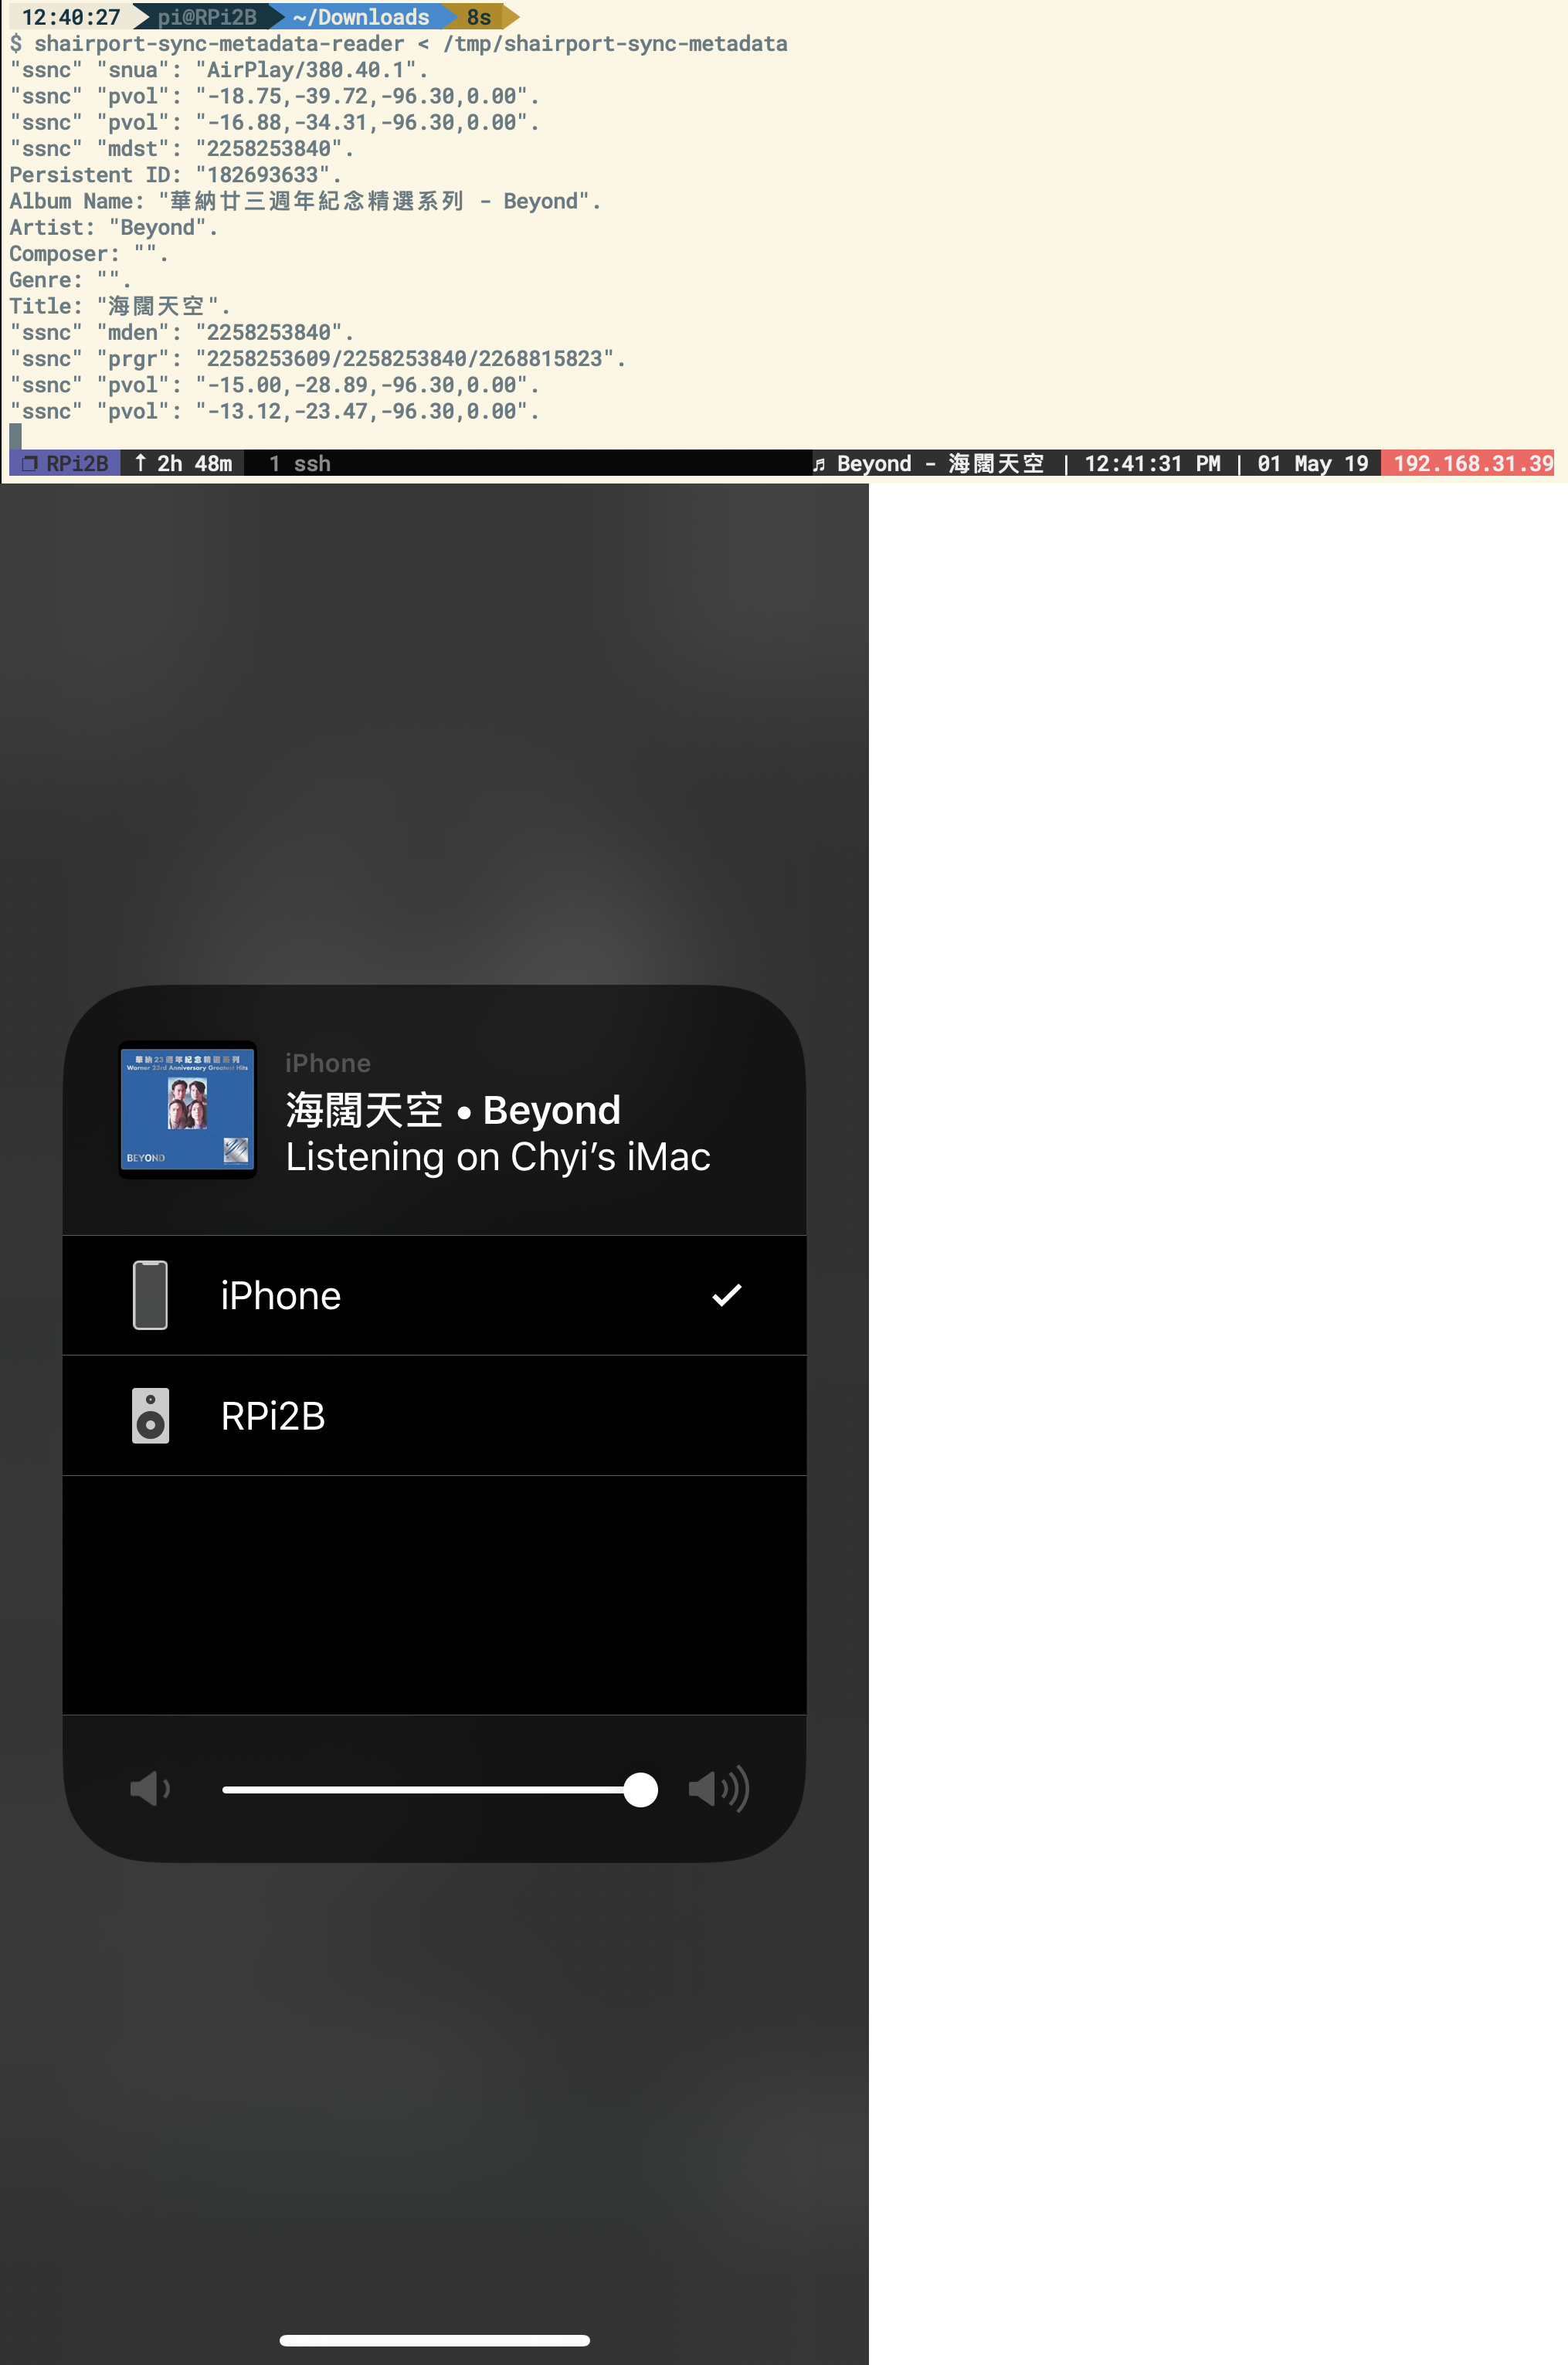 12:40:27 pi@RPi2B ~/Downloads 8s
$ shairport-sync-metadata-reader < /tmp/shairport-sync-metadata
"ssnc" "snua": "AirPlay/380.40.1".
"ssnc" "pvol": "-18.75,-39.72,-96.30,0.00".
"ssnc" "pvol": "-16.88,-34.31,-96.30,0.00".
"ssnc" "mdst": "2258253840".
Persistent ID: "182693633".
Album Name: "華納廿三週年紀念精選系列 - Beyond".
Artist: "Beyond".
Composer: "".
Genre: "".
Title: "海闊天空".
"ssnc" "mden": "2258253840".
"ssnc" "prgr": "2258253609/2258253840/2268815823".
"ssnc" "pvol": "-15.00,-28.89,-96.30,0.00".
"ssnc" "pvol": "-13.12,-23.47,-96.30,0.00".
❐ RPi2B ↑ 2h 48m 1 ssh ♬ Beyond - 海闊天空 | 12:41:31 PM | 01 May 19 192.168.31.39
華納23週年紀念精選系列
Warner 23rd Anniversary Greatest Hits
BEYOND
iPhone
海闊天空 • Beyond
Listening on Chyi’s iMac
iPhone
RPi2B